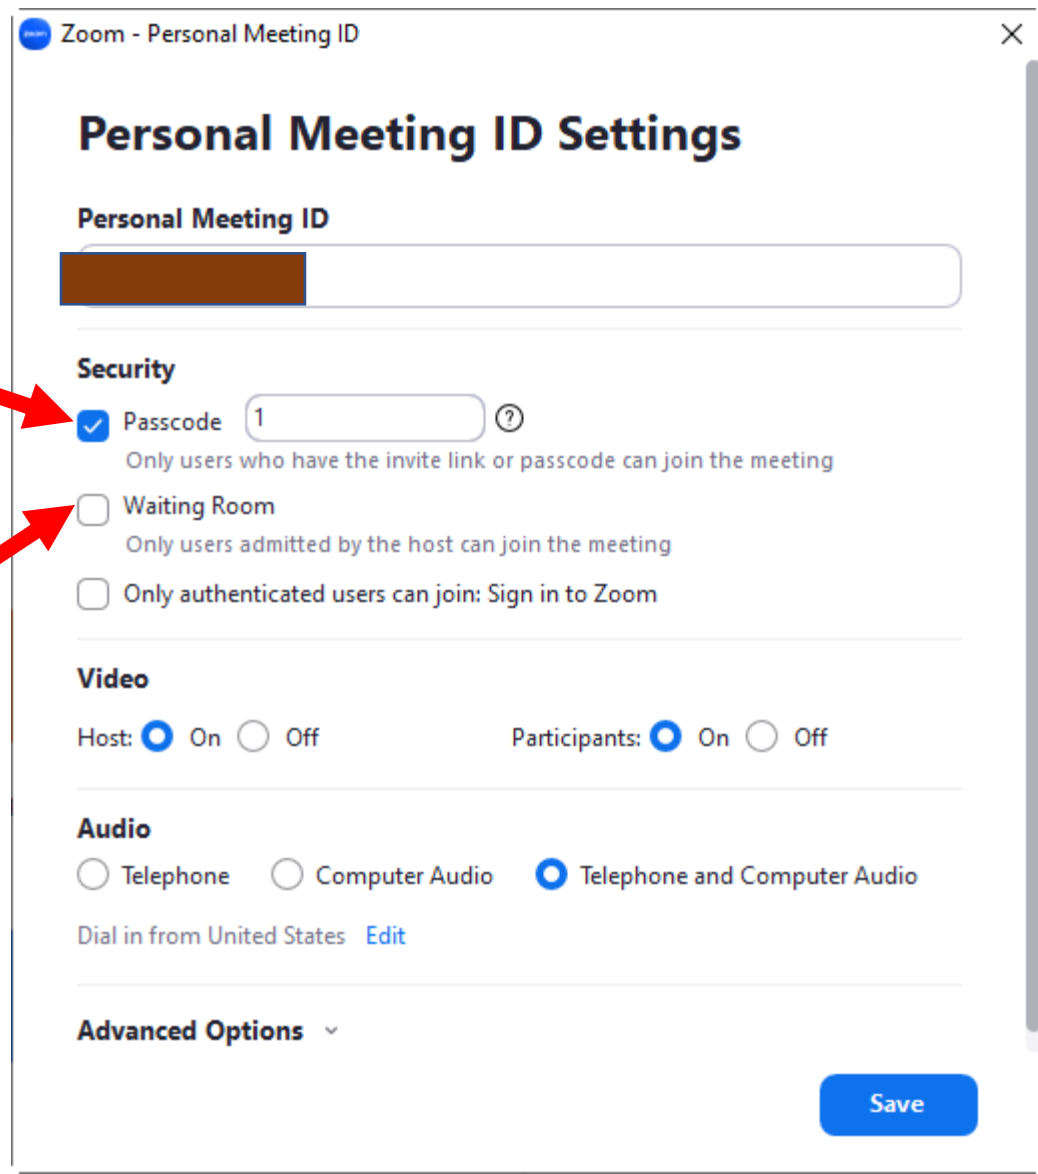 Zoom - Personal Meeting ID
Personal Meeting ID Settings
Personal Meeting ID
Security
Passcode 1 ?
Only users who have the invite link or passcode can join the meeting
Waiting Room
Only users admitted by the host can join the meeting
Only authenticated users can join: Sign in to Zoom
Video
Host: On Off Participants: On Off
Audio
Telephone Computer Audio Telephone and Computer Audio
Dial in from United States Edit
Advanced Options
Save